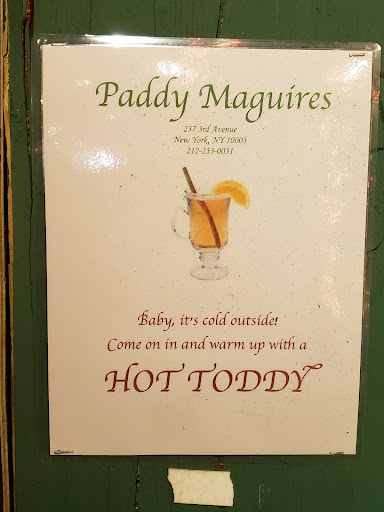 Paddy Maguires
237 3rd Avenue
New York, NY 10003
212-253-0031
Baby, it's cold outside!
Come on in and warm up with a
HOT TODDY